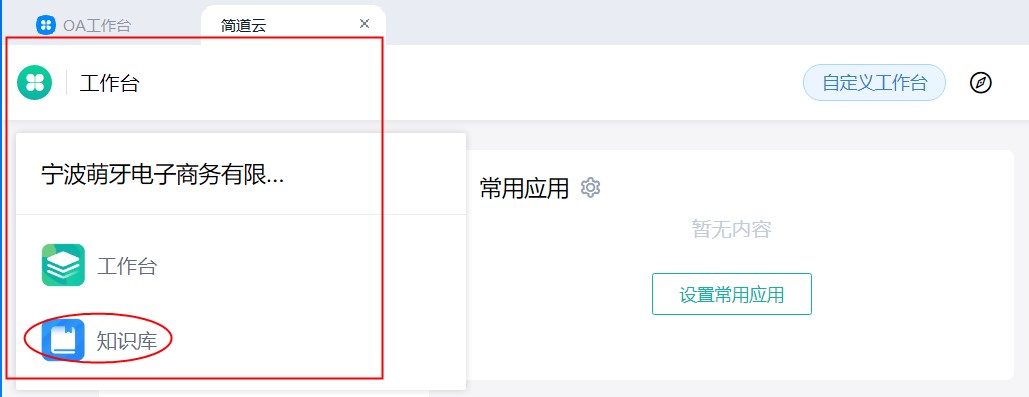 OA工作台
简道云
工作台
自定义工作台
宁波萌牙电子商务有限...
工作台
知识库
常用应用
暂无内容
设置常用应用